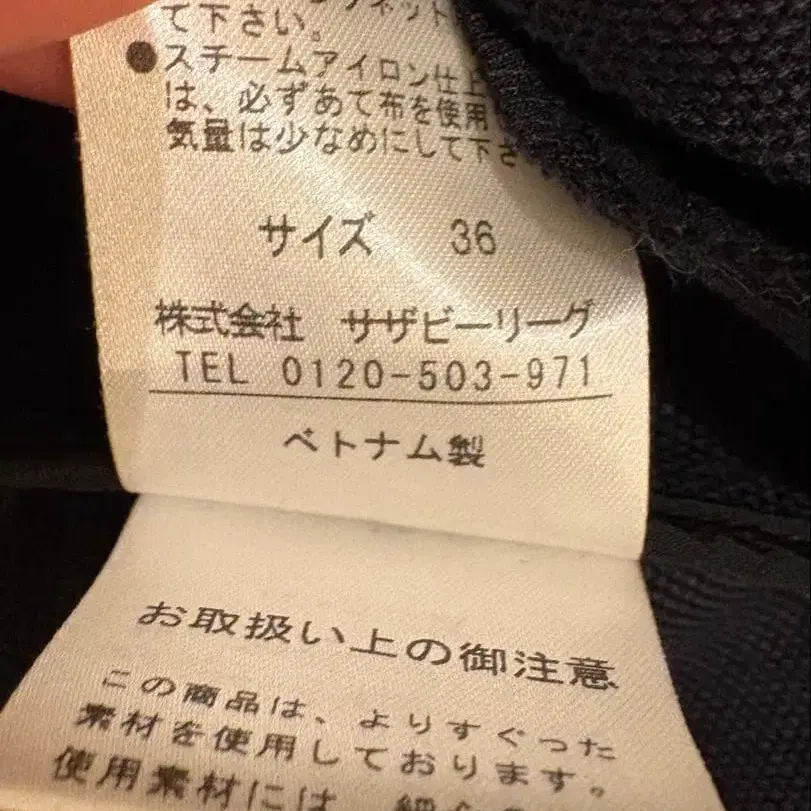 ネット
て下さい。
●スチームアイロン仕上
は、必ずあて布を使用
気量は少なめにして下さ
サイズ 36
株式会社 サザビーリーグ
TEL 0120-503-971
ベトナム製
お取扱い上の御注意
この商品は、よりすぐった
素材を使用しております。
使用素材には、細